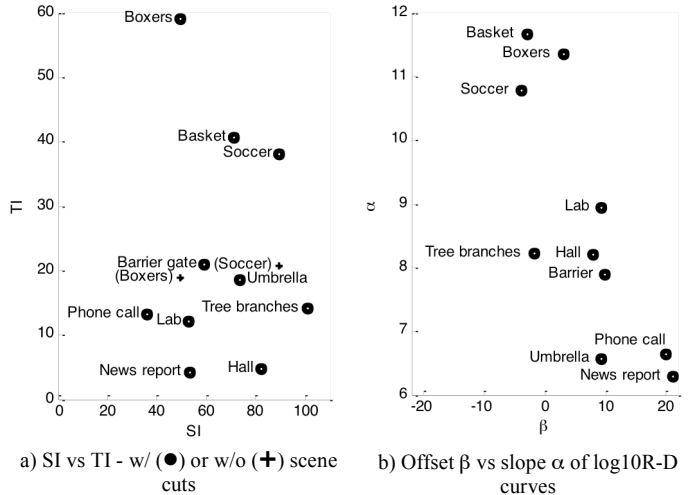 60
50
40
30
20
10
0
TI
Boxers
Basket
Soccer
Barrier gate
(Soccer)
(Boxers)
Umbrella
Phone call
Lab
Tree branches
News report
Hall
0 20 40 60 80 100
SI
a) SI vs TI - w/ (●) or w/o (✚) scene
cuts
12
11
10
9
8
7
6
α
Basket
Boxers
Soccer
Lab
Tree branches
Hall
Barrier
Phone call
Umbrella
News report
-20 -10 0 10 20
β
b) Offset β vs slope α of log10R-D
curves